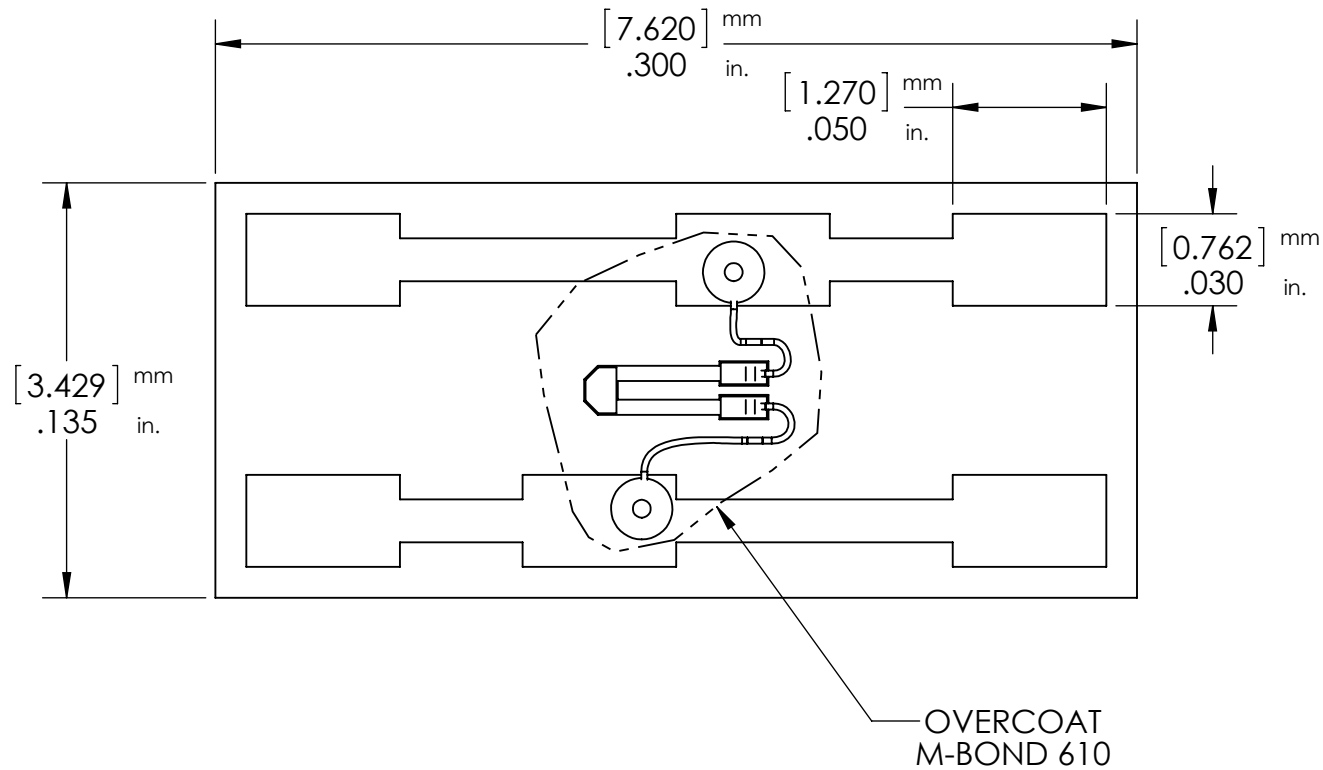 [7.620] mm
.300 in.
[1.270] mm
.050 in.
[0.762] mm
.030 in.
[3.429] mm
.135 in.
OVERCOAT
M-BOND 610